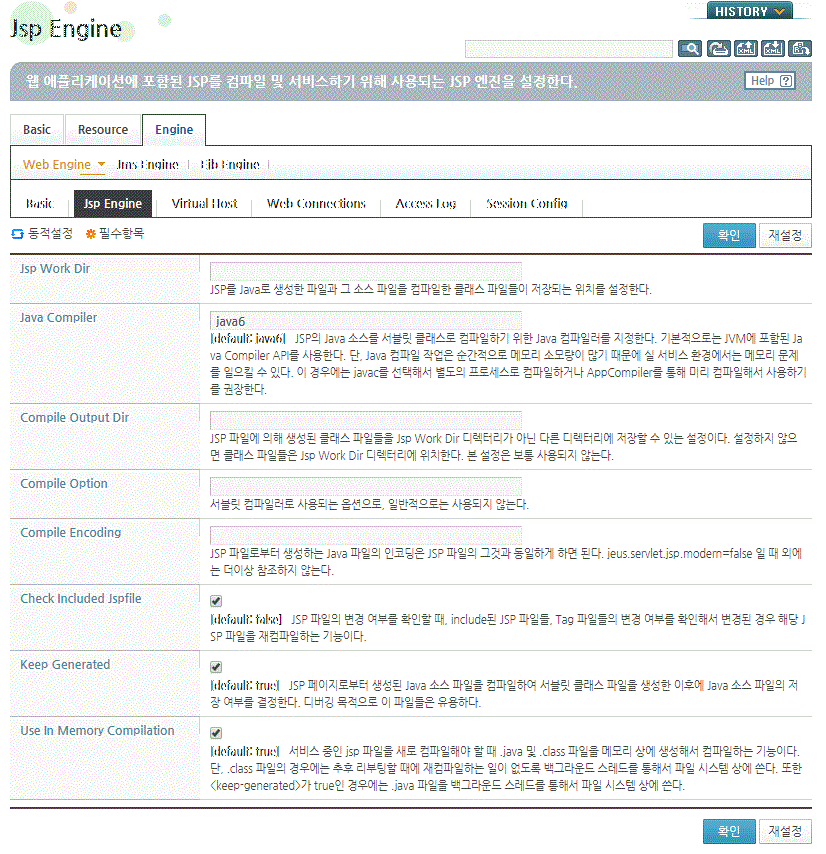 HISTORY
Jsp Engine
웹 애플리케이션에 포함된 JSP를 컴파일 및 서비스하기 위해 사용되는 JSP 엔진을 설정한다.
Help ?
Basic Resource Engine
Web Engine Jms Engine Ejb Engine
Basic Jsp Engine Virtual Host Web Connections Access Log Session Config
동적설정 필수항목 확인 재설정
Jsp Work Dir
JSP를 Java로 생성한 파일과 그 소스 파일을 컴파일한 클래스 파일들이 저장되는 위치를 설정한다.
Java Compiler
java6
[default: java6] JSP의 Java 소스를 서블릿 클래스로 컴파일하기 위한 Java 컴파일러를 지정한다. 기본적으로는 JVM에 포함된 Ja
va Compiler API를 사용한다. 단, Java 컴파일 작업은 순간적으로 메모리 소모량이 많기 때문에 실 서비스 환경에서는 메모리 문제
를 일으킬 수 있다. 이 경우에는 javac를 선택해서 별도의 프로세스로 컴파일하거나 AppCompiler를 통해 미리 컴파일해서 사용하기
를 권장한다.
Compile Output Dir
JSP 파일에 의해 생성된 클래스 파일들을 Jsp Work Dir 디렉터리가 아닌 다른 디렉터리에 저장할 수 있는 설정이다. 설정하지 않으
면 클래스 파일들은 Jsp Work Dir 디렉터리에 위치한다. 본 설정은 보통 사용되지 않는다.
Compile Option
서블릿 컴파일러로 사용되는 옵션으로, 일반적으로는 사용되지 않는다.
Compile Encoding
JSP 파일로부터 생성하는 Java 파일의 인코딩은 JSP 파일의 그것과 동일하게 하면 된다. jeus.servlet.jsp.modern=false 일 때 외에
는 더이상 참조하지 않는다.
Check Included Jspfile
[default: false] JSP 파일의 변경 여부를 확인할 때, include된 JSP 파일들, Tag 파일들의 변경 여부를 확인해서 변경된 경우 해당 J
SP 파일을 재컴파일하는 기능이다.
Keep Generated
[default: true] JSP 페이지로부터 생성된 Java 소스 파일을 컴파일하여 서블릿 클래스 파일을 생성한 이후에 Java 소스 파일의 저
장 여부를 결정한다. 디버깅 목적으로 이 파일들은 유용하다.
Use In Memory Compilation
[default: true] 서비스 중인 jsp 파일을 새로 컴파일해야 할 때 .java 및 .class 파일을 메모리 상에 생성해서 컴파일하는 기능이다.
단, .class 파일의 경우에는 추후 리부팅할 때에 재컴파일하는 일이 없도록 백그라운드 스레드를 통해서 파일 시스템 상에 쓴다. 또한
<keep-generated>가 true인 경우에는 .java 파일을 백그라운드 스레드를 통해서 파일 시스템 상에 쓴다.
확인 재설정